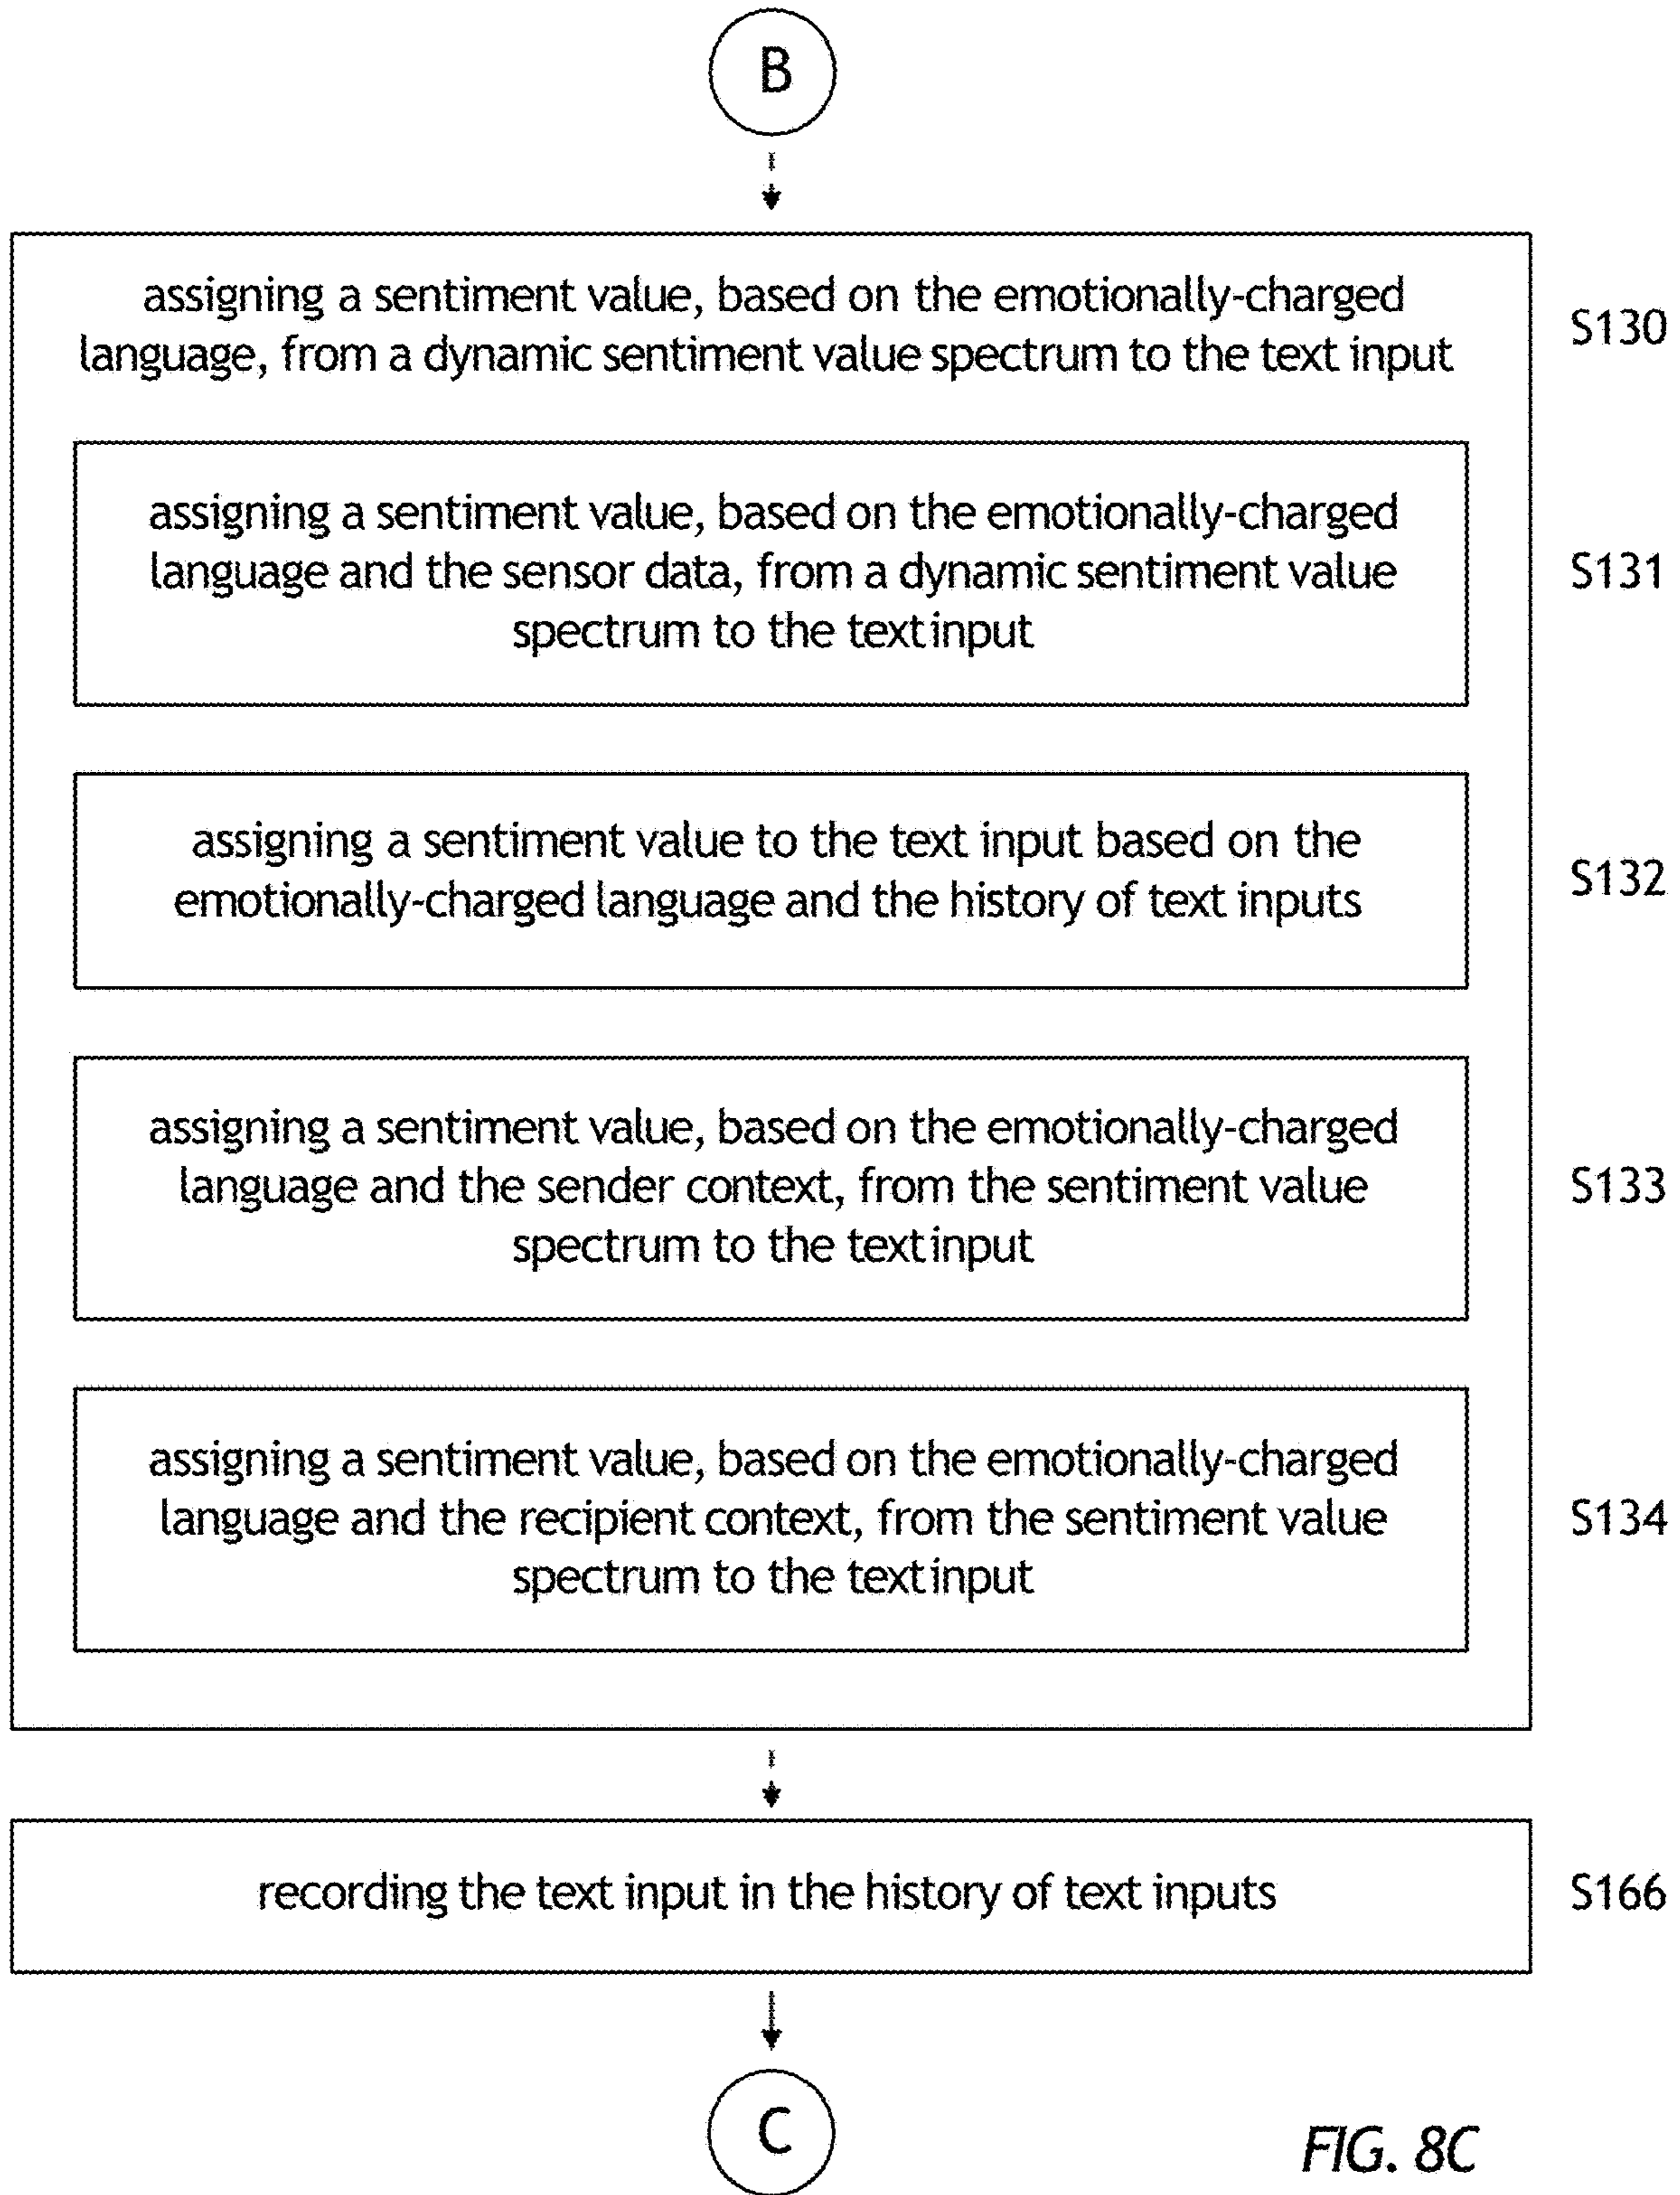 B
assigning a sentiment value, based on the emotionally-charged
language, from a dynamic sentiment value spectrum to the text input
S130
assigning a sentiment value, based on the emotionally-charged
language and the sensor data, from a dynamic sentiment value
spectrum to the text input
S131
assigning a sentiment value to the text input based on the
emotionally-charged language and the history of text inputs
S132
assigning a sentiment value, based on the emotionally-charged
language and the sender context, from the sentiment value
spectrum to the text input
S133
assigning a sentiment value, based on the emotionally-charged
language and the recipient context, from the sentiment value
spectrum to the text input
S134
recording the text input in the history of text inputs
S166
C
FIG. 8C